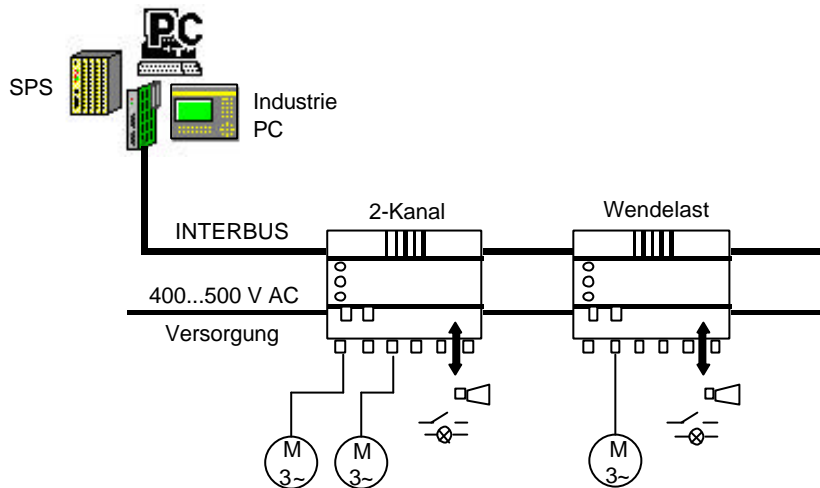 PC
SPS
Industrie
PC
2-Kanal
Wendelast
INTERBUS
400...500 V AC
Versorgung
M
3~
M
3~
M
3~